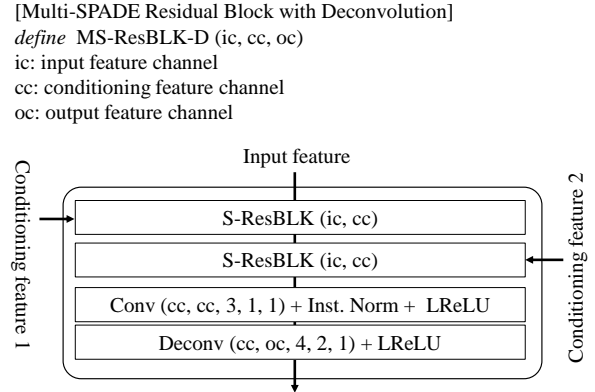 [Multi-SPADE Residual Block with Deconvolution]
define MS-ResBLK-D (ic, cc, oc)
ic: input feature channel
cc: conditioning feature channel
oc: output feature channel
Input feature
Conditioning feature 1
S-ResBLK (ic, cc)
S-ResBLK (ic, cc)
Conditioning feature 2
Conv (cc, cc, 3, 1, 1) + Inst. Norm + LReLU
Deconv (cc, oc, 4, 2, 1) + LReLU